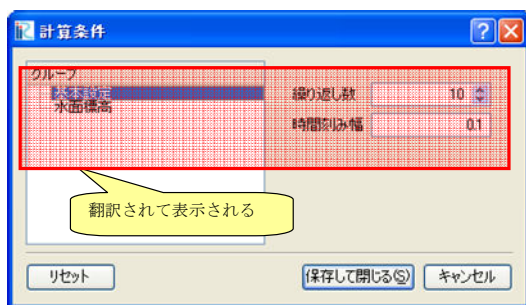 計算条件
グループ
基本設定
水面標高
繰り返し数 10
時間刻み幅 0.1
翻訳されて表示される
リセット 保存して閉じる(S) キャンセル